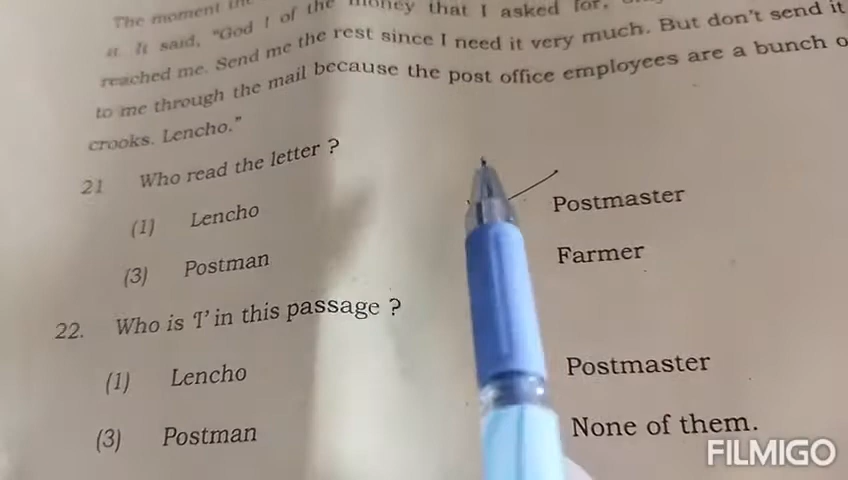 The moment the
money that I asked for,
it. It said, "God ! of the
reached me. Send me the rest since I need it very much. But don't send it
to me through the mail because the post office employees are a bunch o
crooks. Lencho."
21 Who read the letter ?
(1) Lencho Postmaster
(3) Postman Farmer
22. Who is 'I' in this passage ?
(1) Lencho Postmaster
(3) Postman None of them.
FILMIGO